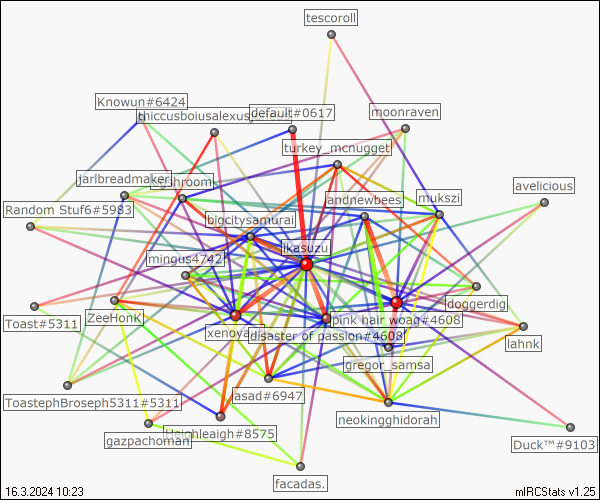 tescoroll
Knowun#6424
default#0617
moonraven
turkey_mcnugget
jarlbreadmaker
avelicious
andnewbees
mukszi
Random Stuf6#5983
bigcitysamurai
ikasuzu
mingus4742
doggerdig
Toast#5311
ZeeHonk
xenoya
pink hair woag#4608
disaster of passion#4608
lahnk
gregor_samsa
ToastephBroseph5311#5311
asad#6947
neokingghidorah
gazpachoman
Heighleaigh#8575
Duck™#9103
facadas.
16.3.2024 10:23
mIRCStats v1.25